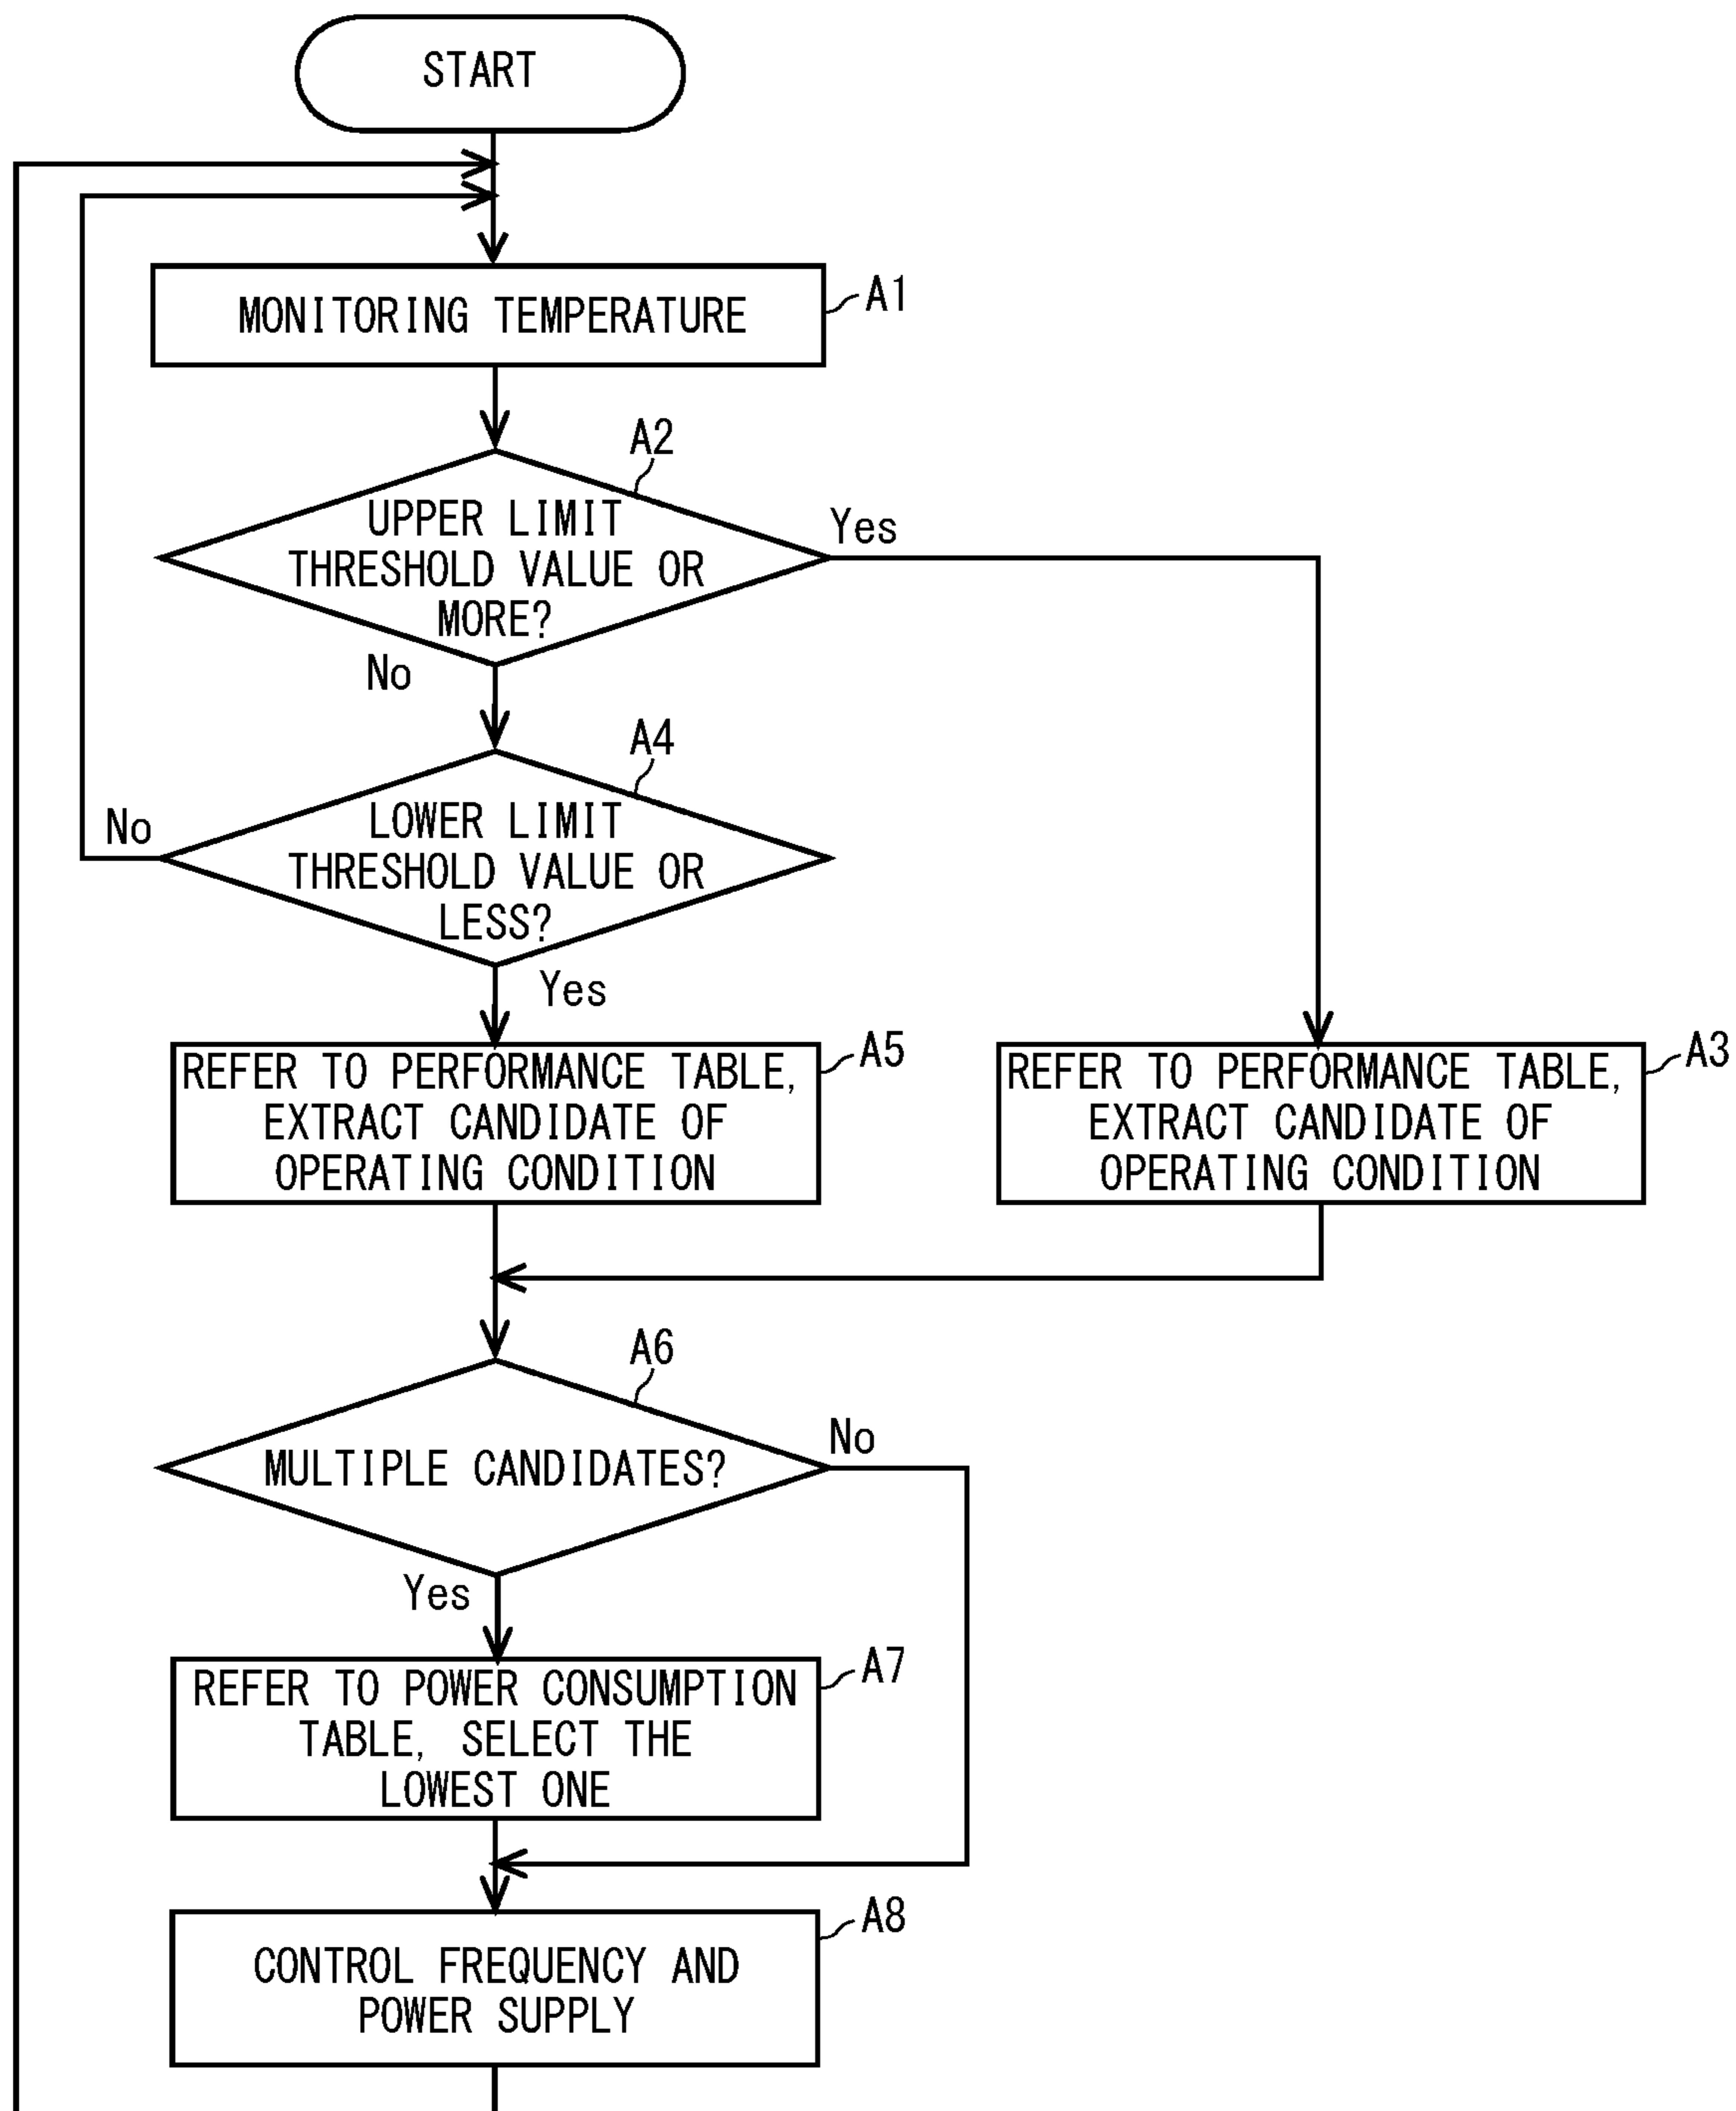 START
MONITORING TEMPERATURE
A1
A2
UPPER LIMIT
THRESHOLD VALUE OR
MORE?
Yes
No
A4
LOWER LIMIT
THRESHOLD VALUE OR
LESS?
No
Yes
REFER TO PERFORMANCE TABLE,
EXTRACT CANDIDATE OF
OPERATING CONDITION
A5
REFER TO PERFORMANCE TABLE,
EXTRACT CANDIDATE OF
OPERATING CONDITION
A3
A6
MULTIPLE CANDIDATES?
No
Yes
REFER TO POWER CONSUMPTION
TABLE, SELECT THE
LOWEST ONE
A7
CONTROL FREQUENCY AND
POWER SUPPLY
A8